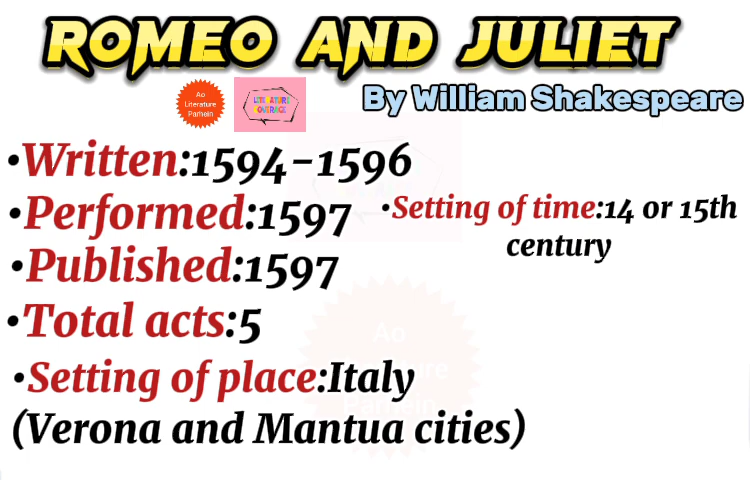 ROMEO AND JULIET
Ao
Literature
Parhein
LITERATURE
COVERAGE
By William Shakespeare
•Written:1594-1596
•Performed:1597
•Setting of time:14 or 15th
century
•Published:1597
•Total acts:5
•Setting of place:Italy
(Verona and Mantua cities)